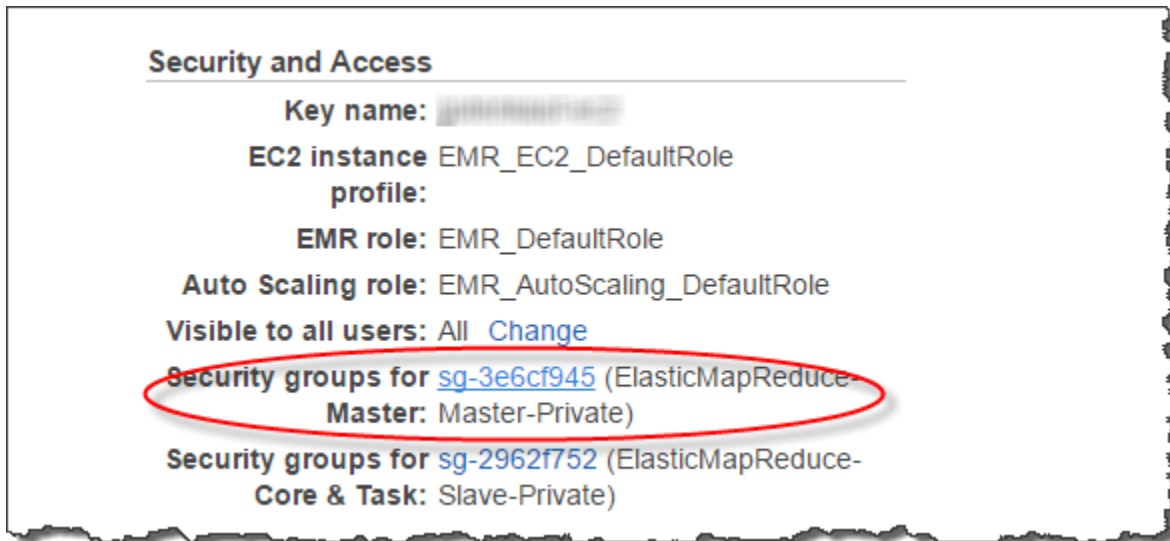 Security and Access
Key name:
EC2 instance EMR_EC2_DefaultRole
profile:
EMR role: EMR_DefaultRole
Auto Scaling role: EMR_AutoScaling_DefaultRole
Visible to all users: All Change
Security groups for sg-3e6cf945 (ElasticMapReduce-
Master: Master-Private)
Security groups for sg-2962f752 (ElasticMapReduce-
Core & Task: Slave-Private)